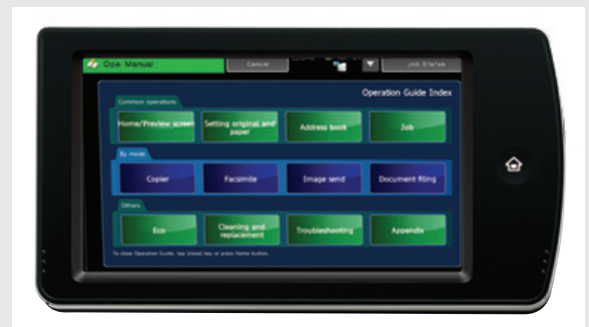 Ope. Manual
Cancel
Job Status
Operation Guide Index
Common operations
Home/Preview screen
Setting original and
paper
Address book
Job
By mode
Copier
Facsimile
Image send
Document filing
Others
Eco
Cleaning and
replacement
Troubleshooting
Appendix
To close Operation Guide, tap [close] key or press Home button.